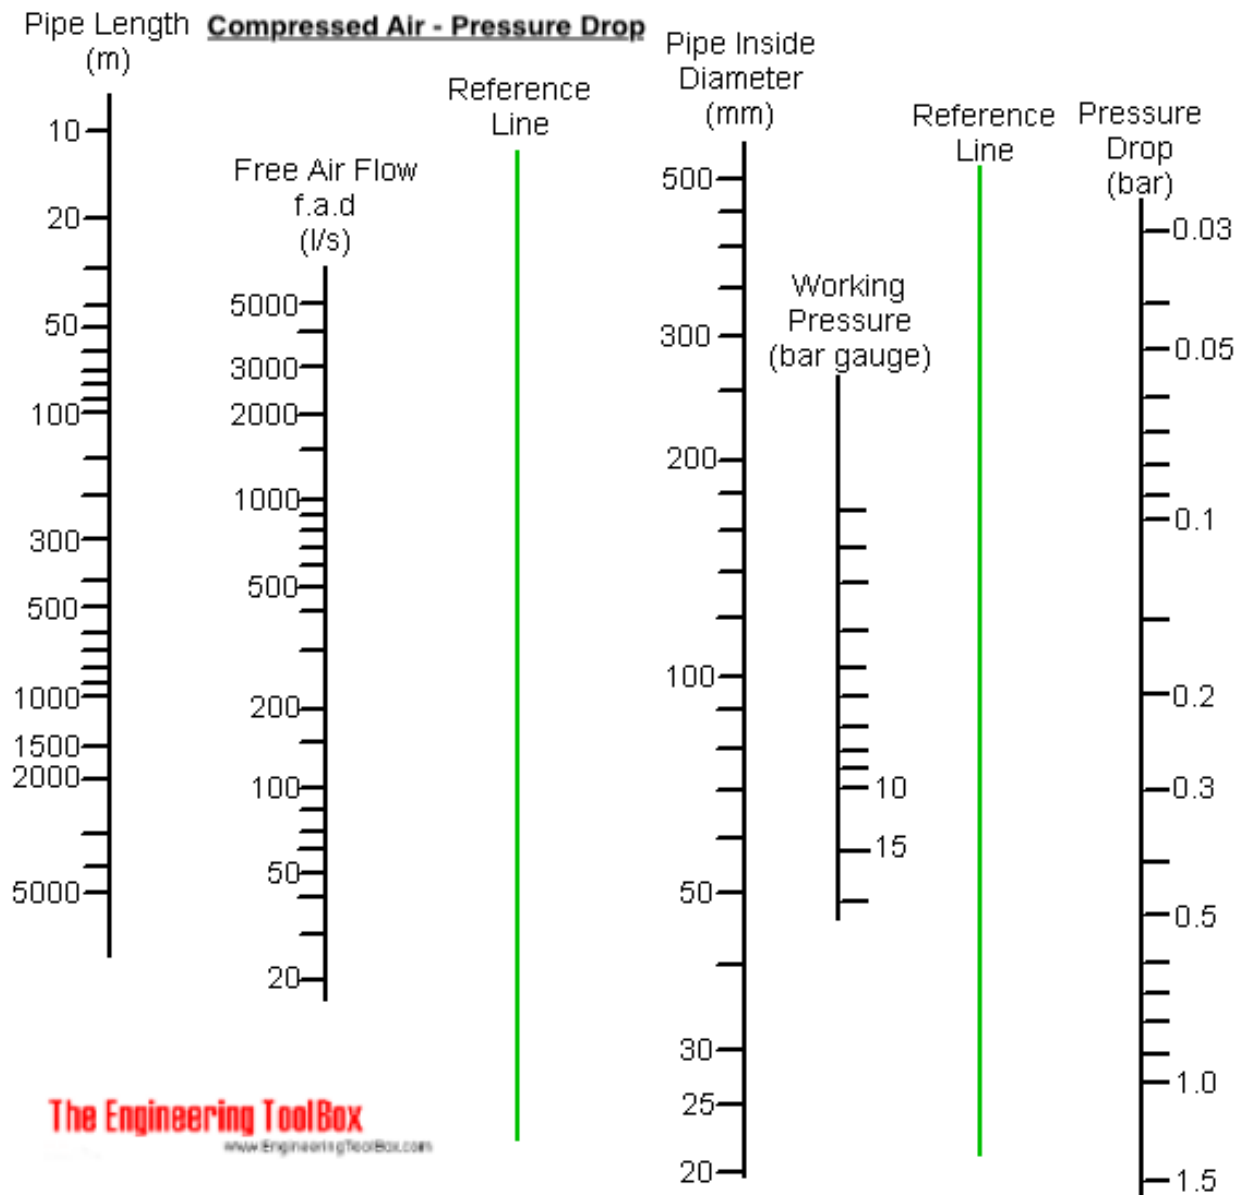 Compressed Air - Pressure Drop
Pipe Length
(m)
10
20
50
100
300
500
1000
1500
2000
5000
Free Air Flow
f.a.d
(l/s)
5000
3000
2000
1000
500
200
100
50
20
Reference
Line
Pipe Inside
Diameter
(mm)
500
300
200
100
50
30
25
20
Working
Pressure
(bar gauge)
10
15
Reference
Line
Pressure
Drop
(bar)
0.03
0.05
0.1
0.2
0.3
0.5
1.0
1.5
The Engineering ToolBox
www.EngineeringToolBox.com